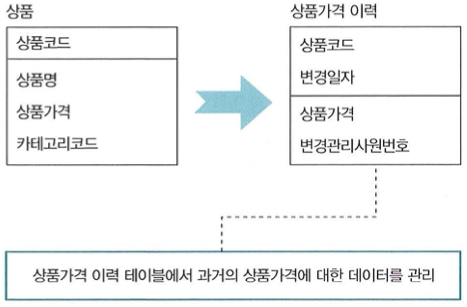 상품
상품코드
상품명
상품가격
카테고리코드
상품가격 이력
상품코드
변경일자
상품가격
변경관리사원번호
상품가격 이력 테이블에서 과거의 상품가격에 대한 데이터를 관리